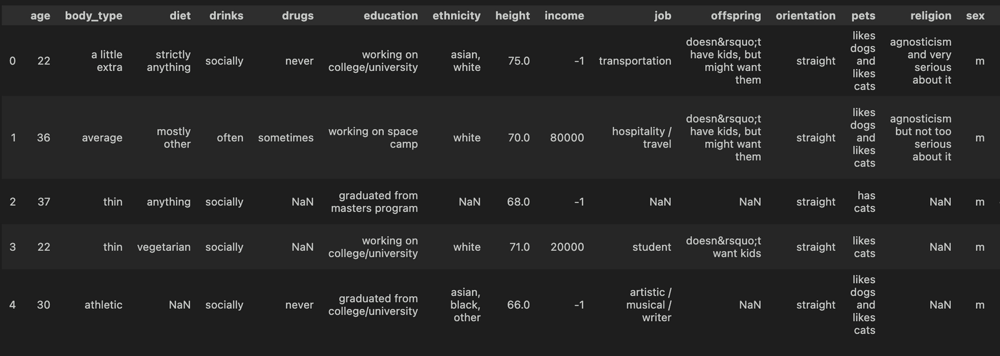 age body_type diet drinks drugs education ethnicity height income job offspring orientation pets religion sex
0 22 a little extra strictly anything socially never working on college/university asian, white 75.0 -1 transportation doesn&rsquo;t have kids, but might want them straight likes dogs and likes cats agnosticism and very serious about it m
1 36 average mostly other often sometimes working on space camp white 70.0 80000 hospitality / travel doesn&rsquo;t have kids, but might want them straight likes dogs and likes cats agnosticism but not too serious about it m
2 37 thin anything socially NaN graduated from masters program NaN 68.0 -1 NaN NaN straight has cats NaN m
3 22 thin vegetarian socially NaN working on college/university white 71.0 20000 student doesn&rsquo;t want kids straight likes cats NaN m
4 30 athletic NaN socially never graduated from college/university asian, black, other 66.0 -1 artistic / musical / writer NaN straight likes dogs and likes cats NaN m